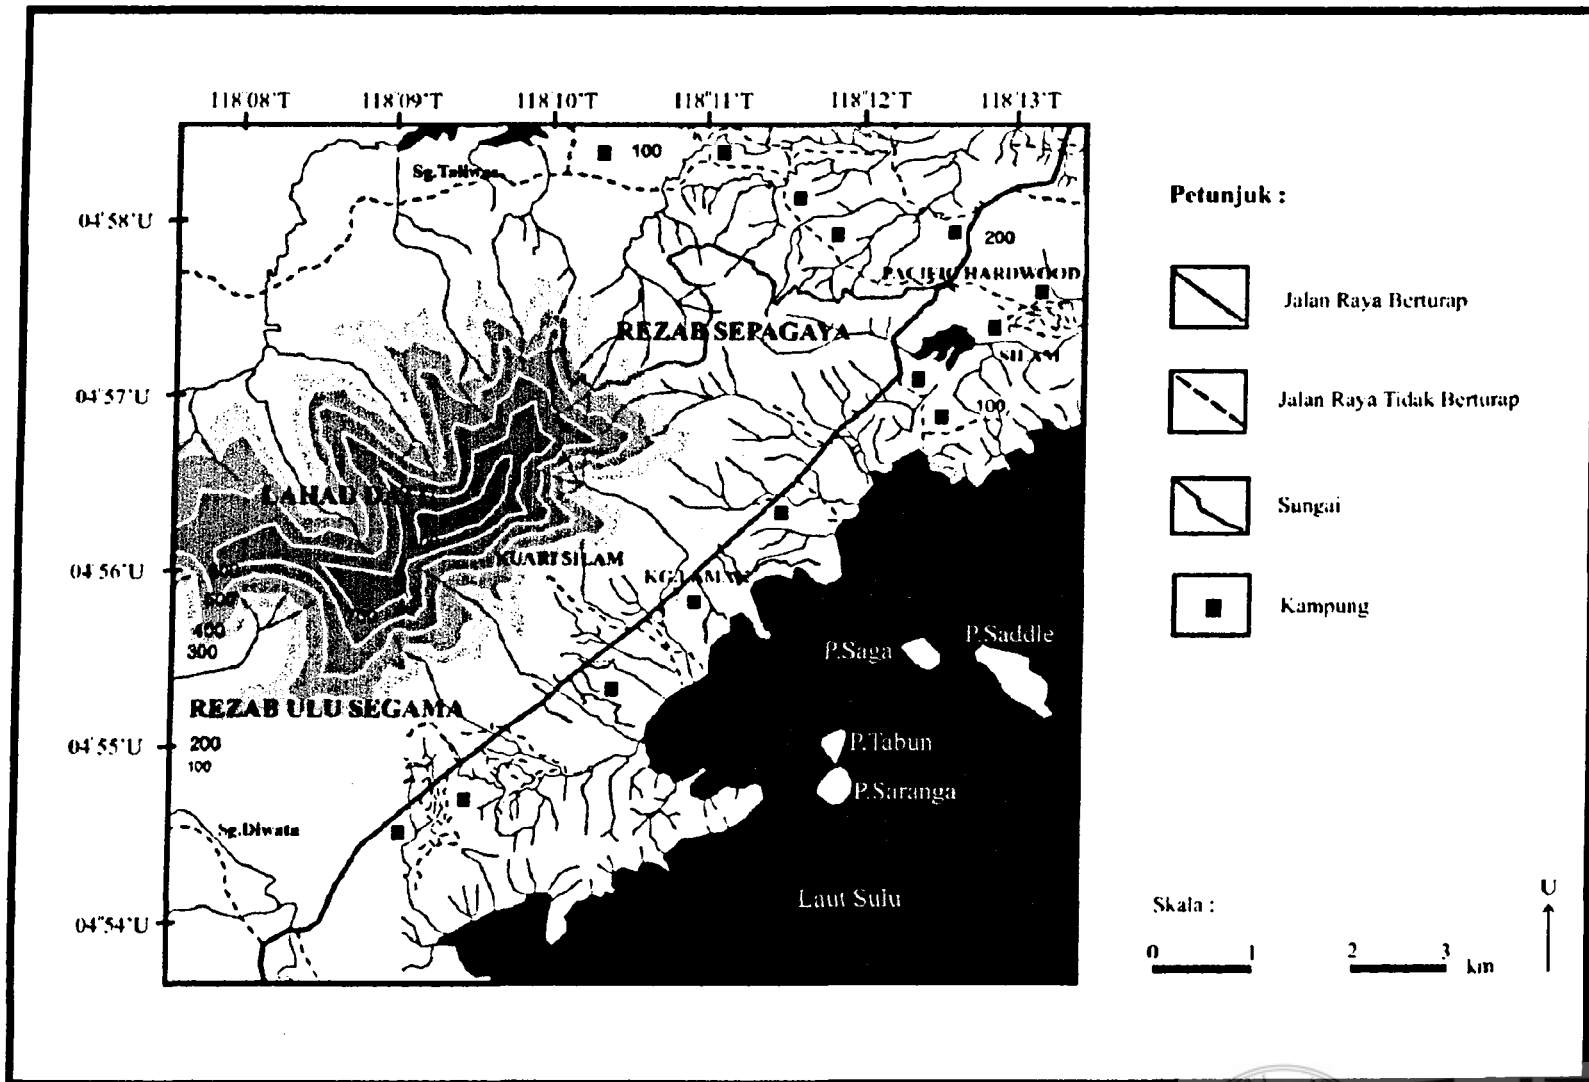 118°08'T 118°09'T 118°10'T 118°11'T 118°12'T 118°13'T
04°58'U
04°57'U
04°56'U
04°55'U
04°54'U
Sg.Taliwas
100
200
PACIFIC HARDWOOD
REZAB SEPAGAYA
SILAM
100
LAHAD DATU
KUARI SILAM
600
500
400
300
700
P.Saga
P.Saddle
REZAB ULU SEGAMA
200
100
P.Tabun
P.Saranga
Sg.Diwata
Laut Sulu
Petunjuk :
Jalan Raya Berturap
Jalan Raya Tidak Berturap
Sungai
Kampung
Skala :
0 1 2 3 km
U